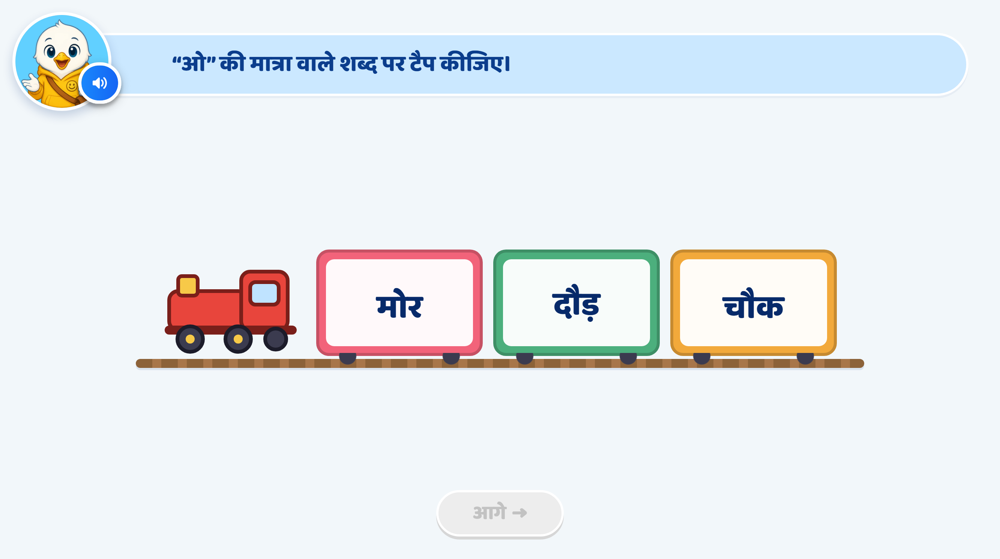 “ओ” की मात्रा वाले शब्द पर टैप कीजिए।
मोर
दौड़
चौक
आगे →